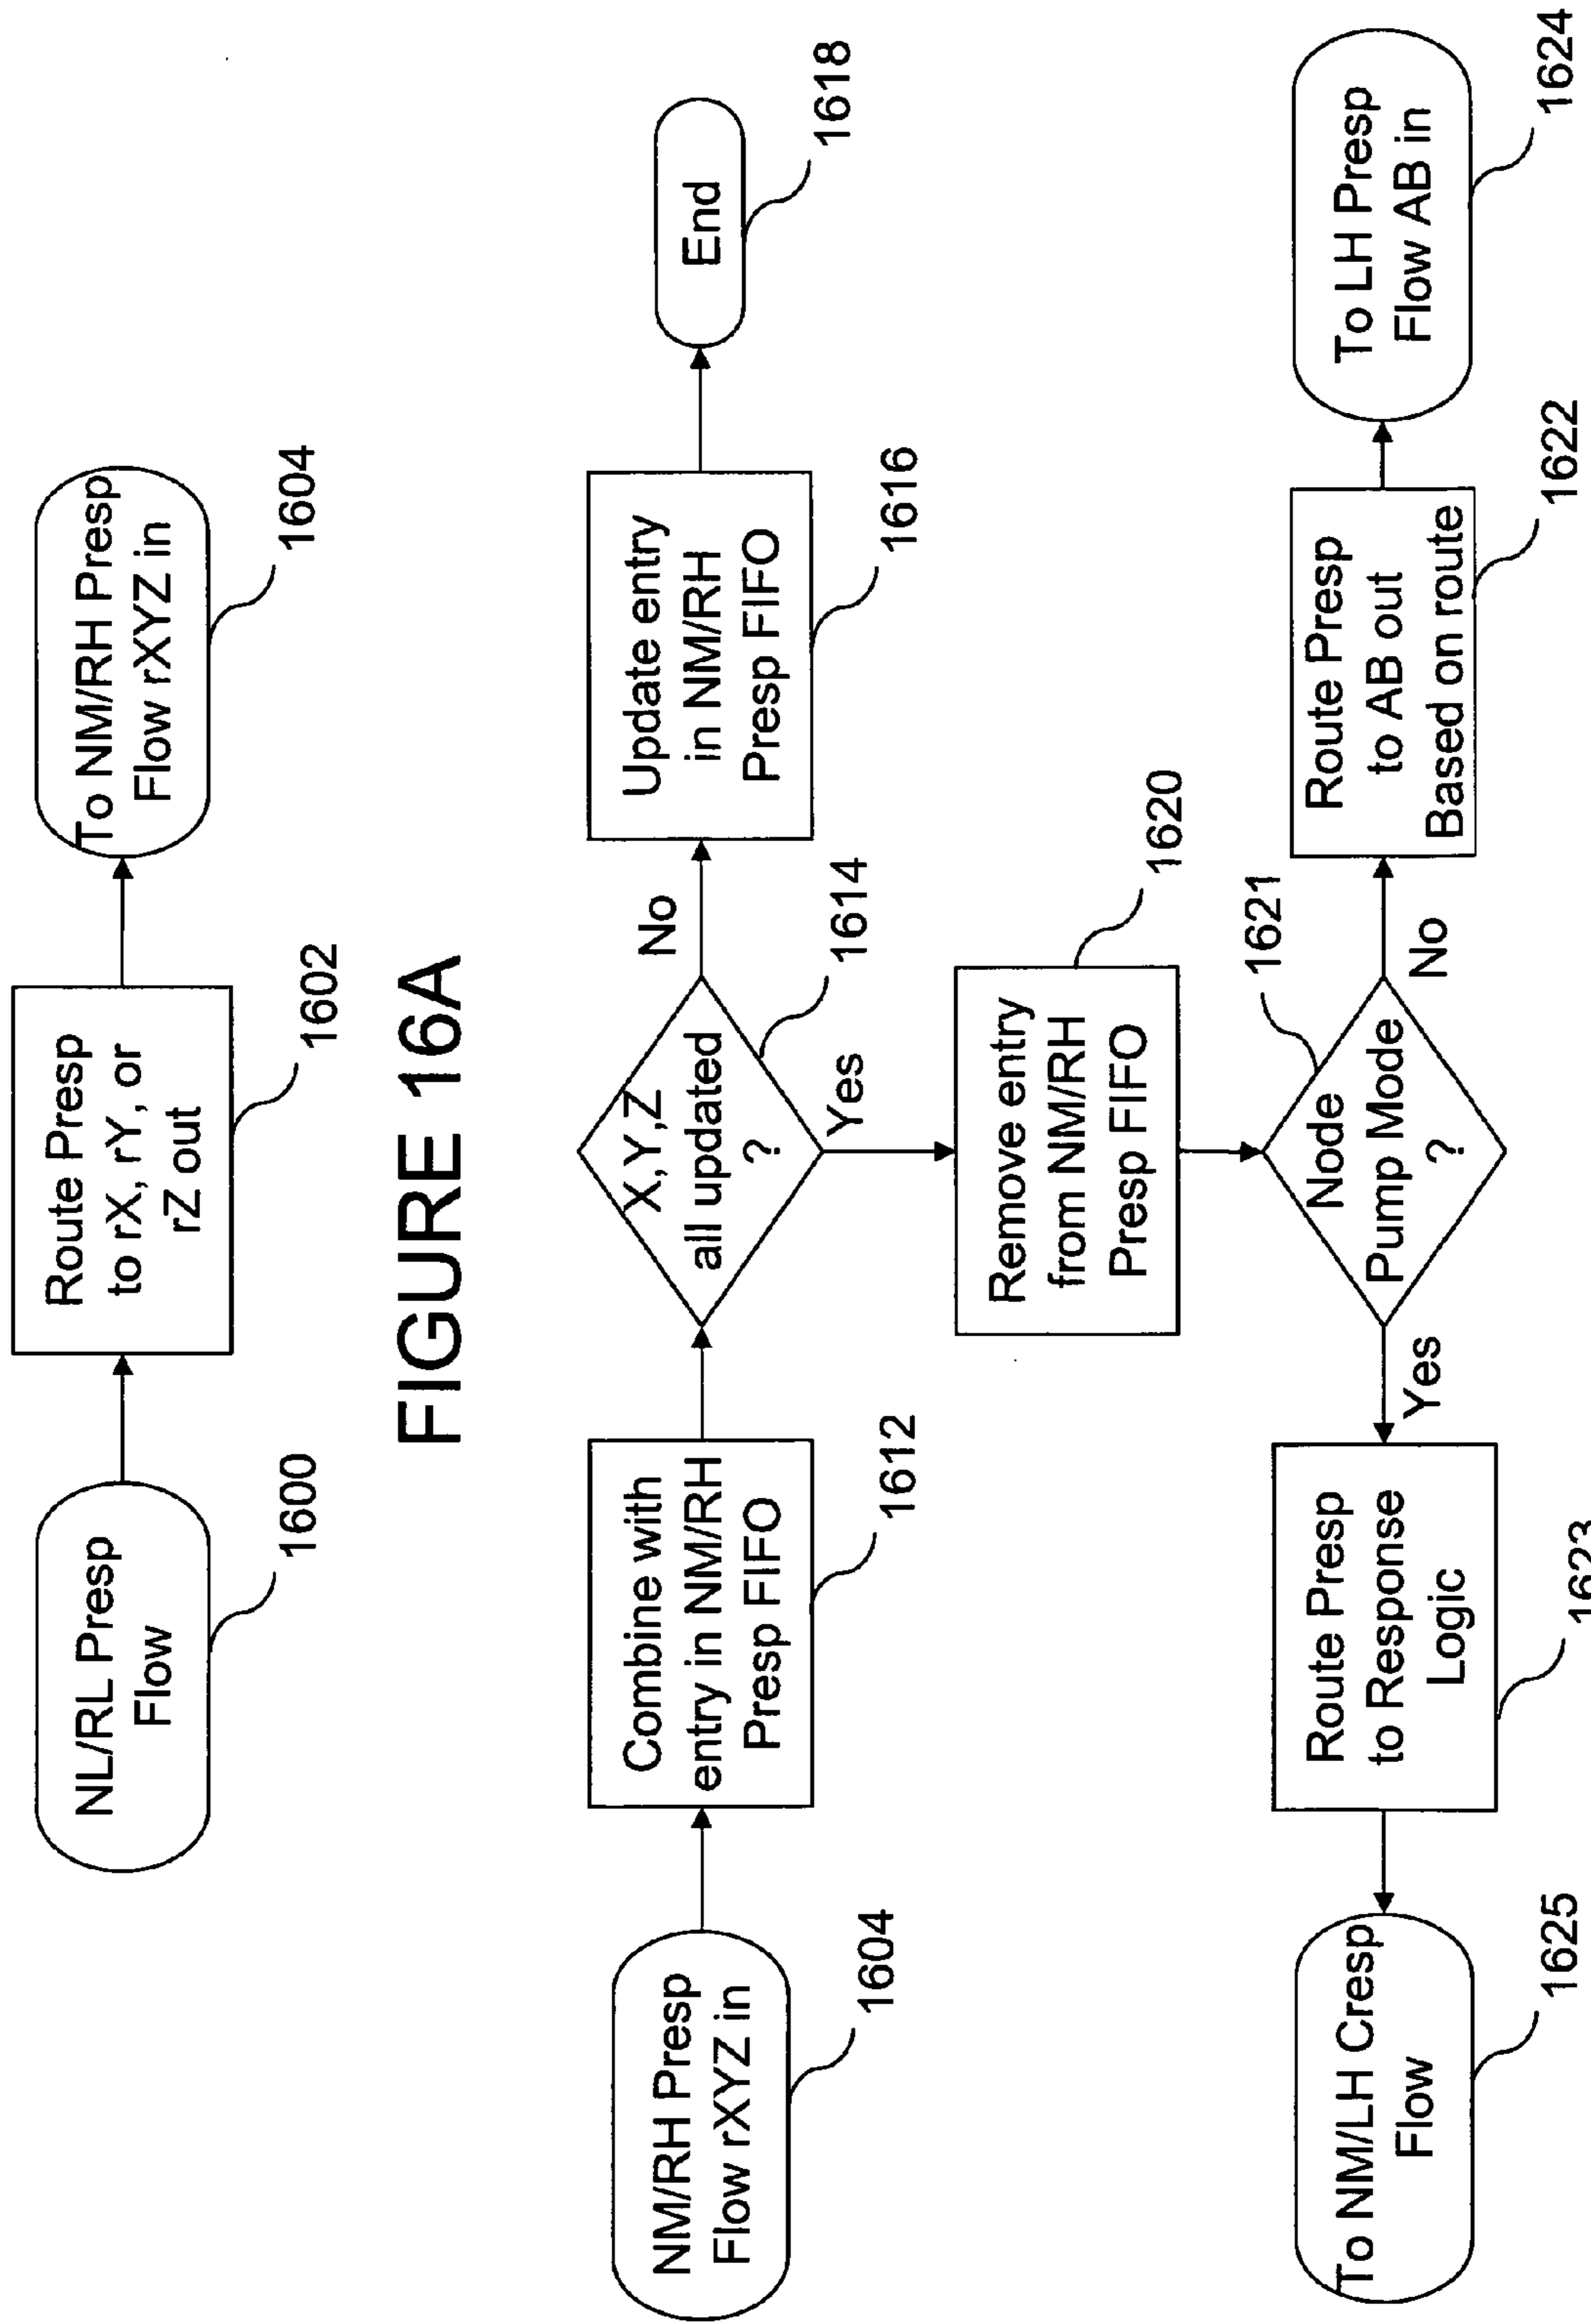 NL/RL Presp
Flow
1600
Route Presp
to rX, rY, or
rZ out
1602
To NM/RH Presp
Flow rXYZ in
1604
FIGURE 16A
NM/RH Presp
Flow rXYZ in
1604
Combine with
entry in NM/RH
Presp FIFO
1612
X,Y,Z
all updated
?
1614
No
Update entry
in NM/RH
Presp FIFO
1616
End
1618
Yes
Remove entry
from NM/RH
Presp FIFO
1620
Node
Pump Mode
?
1621
No
Route Presp
to AB out
Based on route
1622
To LH Presp
Flow AB in
1624
Yes
Route Presp
to Response
Logic
1623
To NM/LH Cresp
Flow
1625